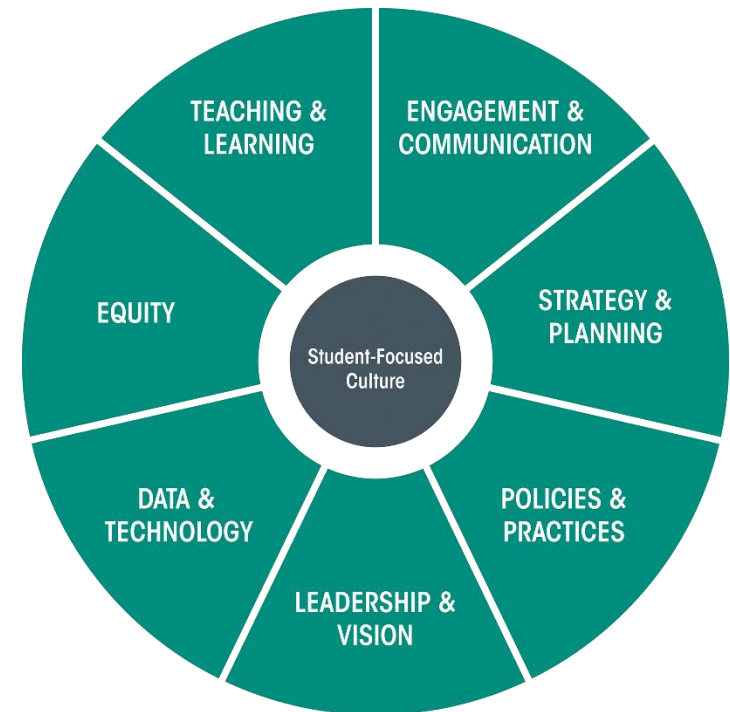 TEACHING &
LEARNING
ENGAGEMENT &
COMMUNICATION
STRATEGY &
PLANNING
POLICIES &
PRACTICES
LEADERSHIP &
VISION
DATA &
TECHNOLOGY
EQUITY
Student-Focused
Culture